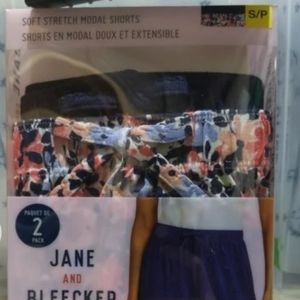 SOFT STRETCH MODAL SHORTS
SHORTS EN MODAL DOUX ET EXTENSIBLE
S/P
PAQUET DE
2
PACK
JANE
AND
BLEECKER